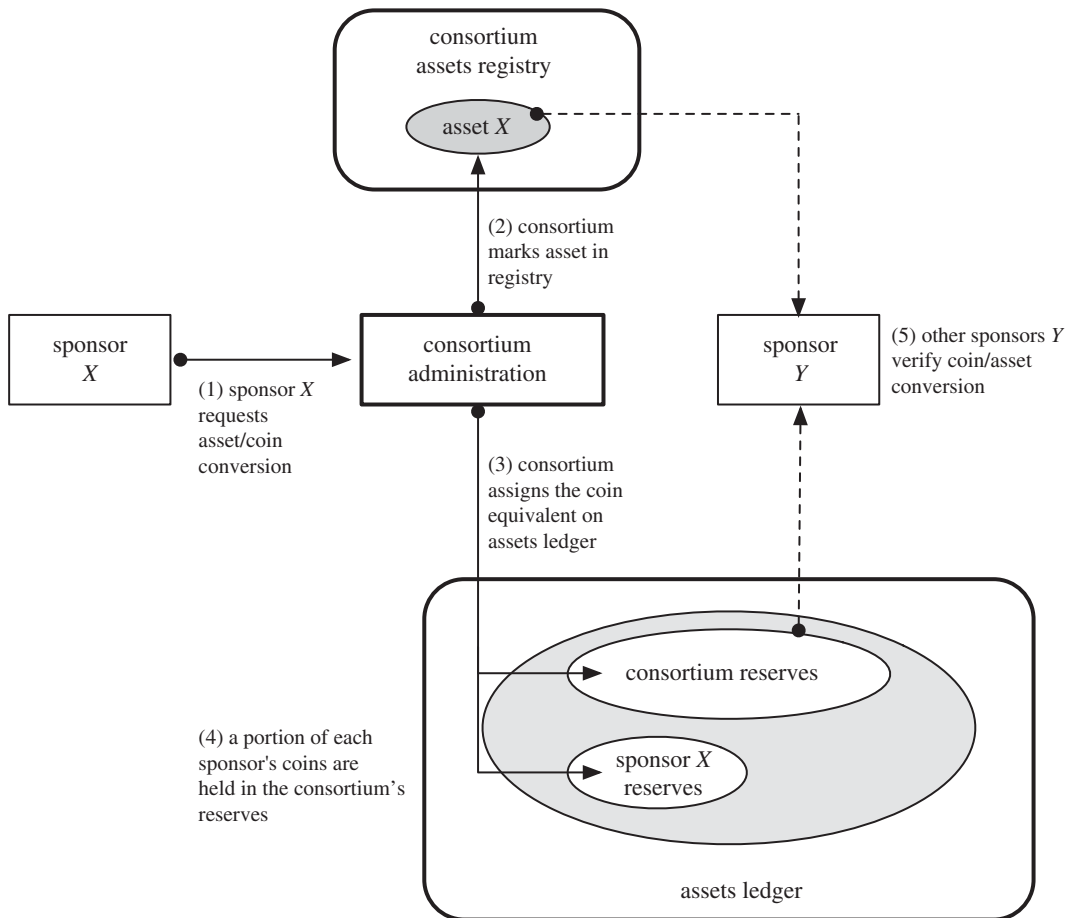 consortium
assets registry
asset X
(2) consortium
marks asset in
registry
sponsor
X
(1) sponsor X
requests
asset/coin
conversion
consortium
administration
sponsor
Y
(5) other sponsors Y
verify coin/asset
conversion
(3) consortium
assigns the coin
equivalent on
assets ledger
(4) a portion of each
sponsor's coins are
held in the consortium's
reserves
consortium reserves
sponsor X
reserves
assets ledger